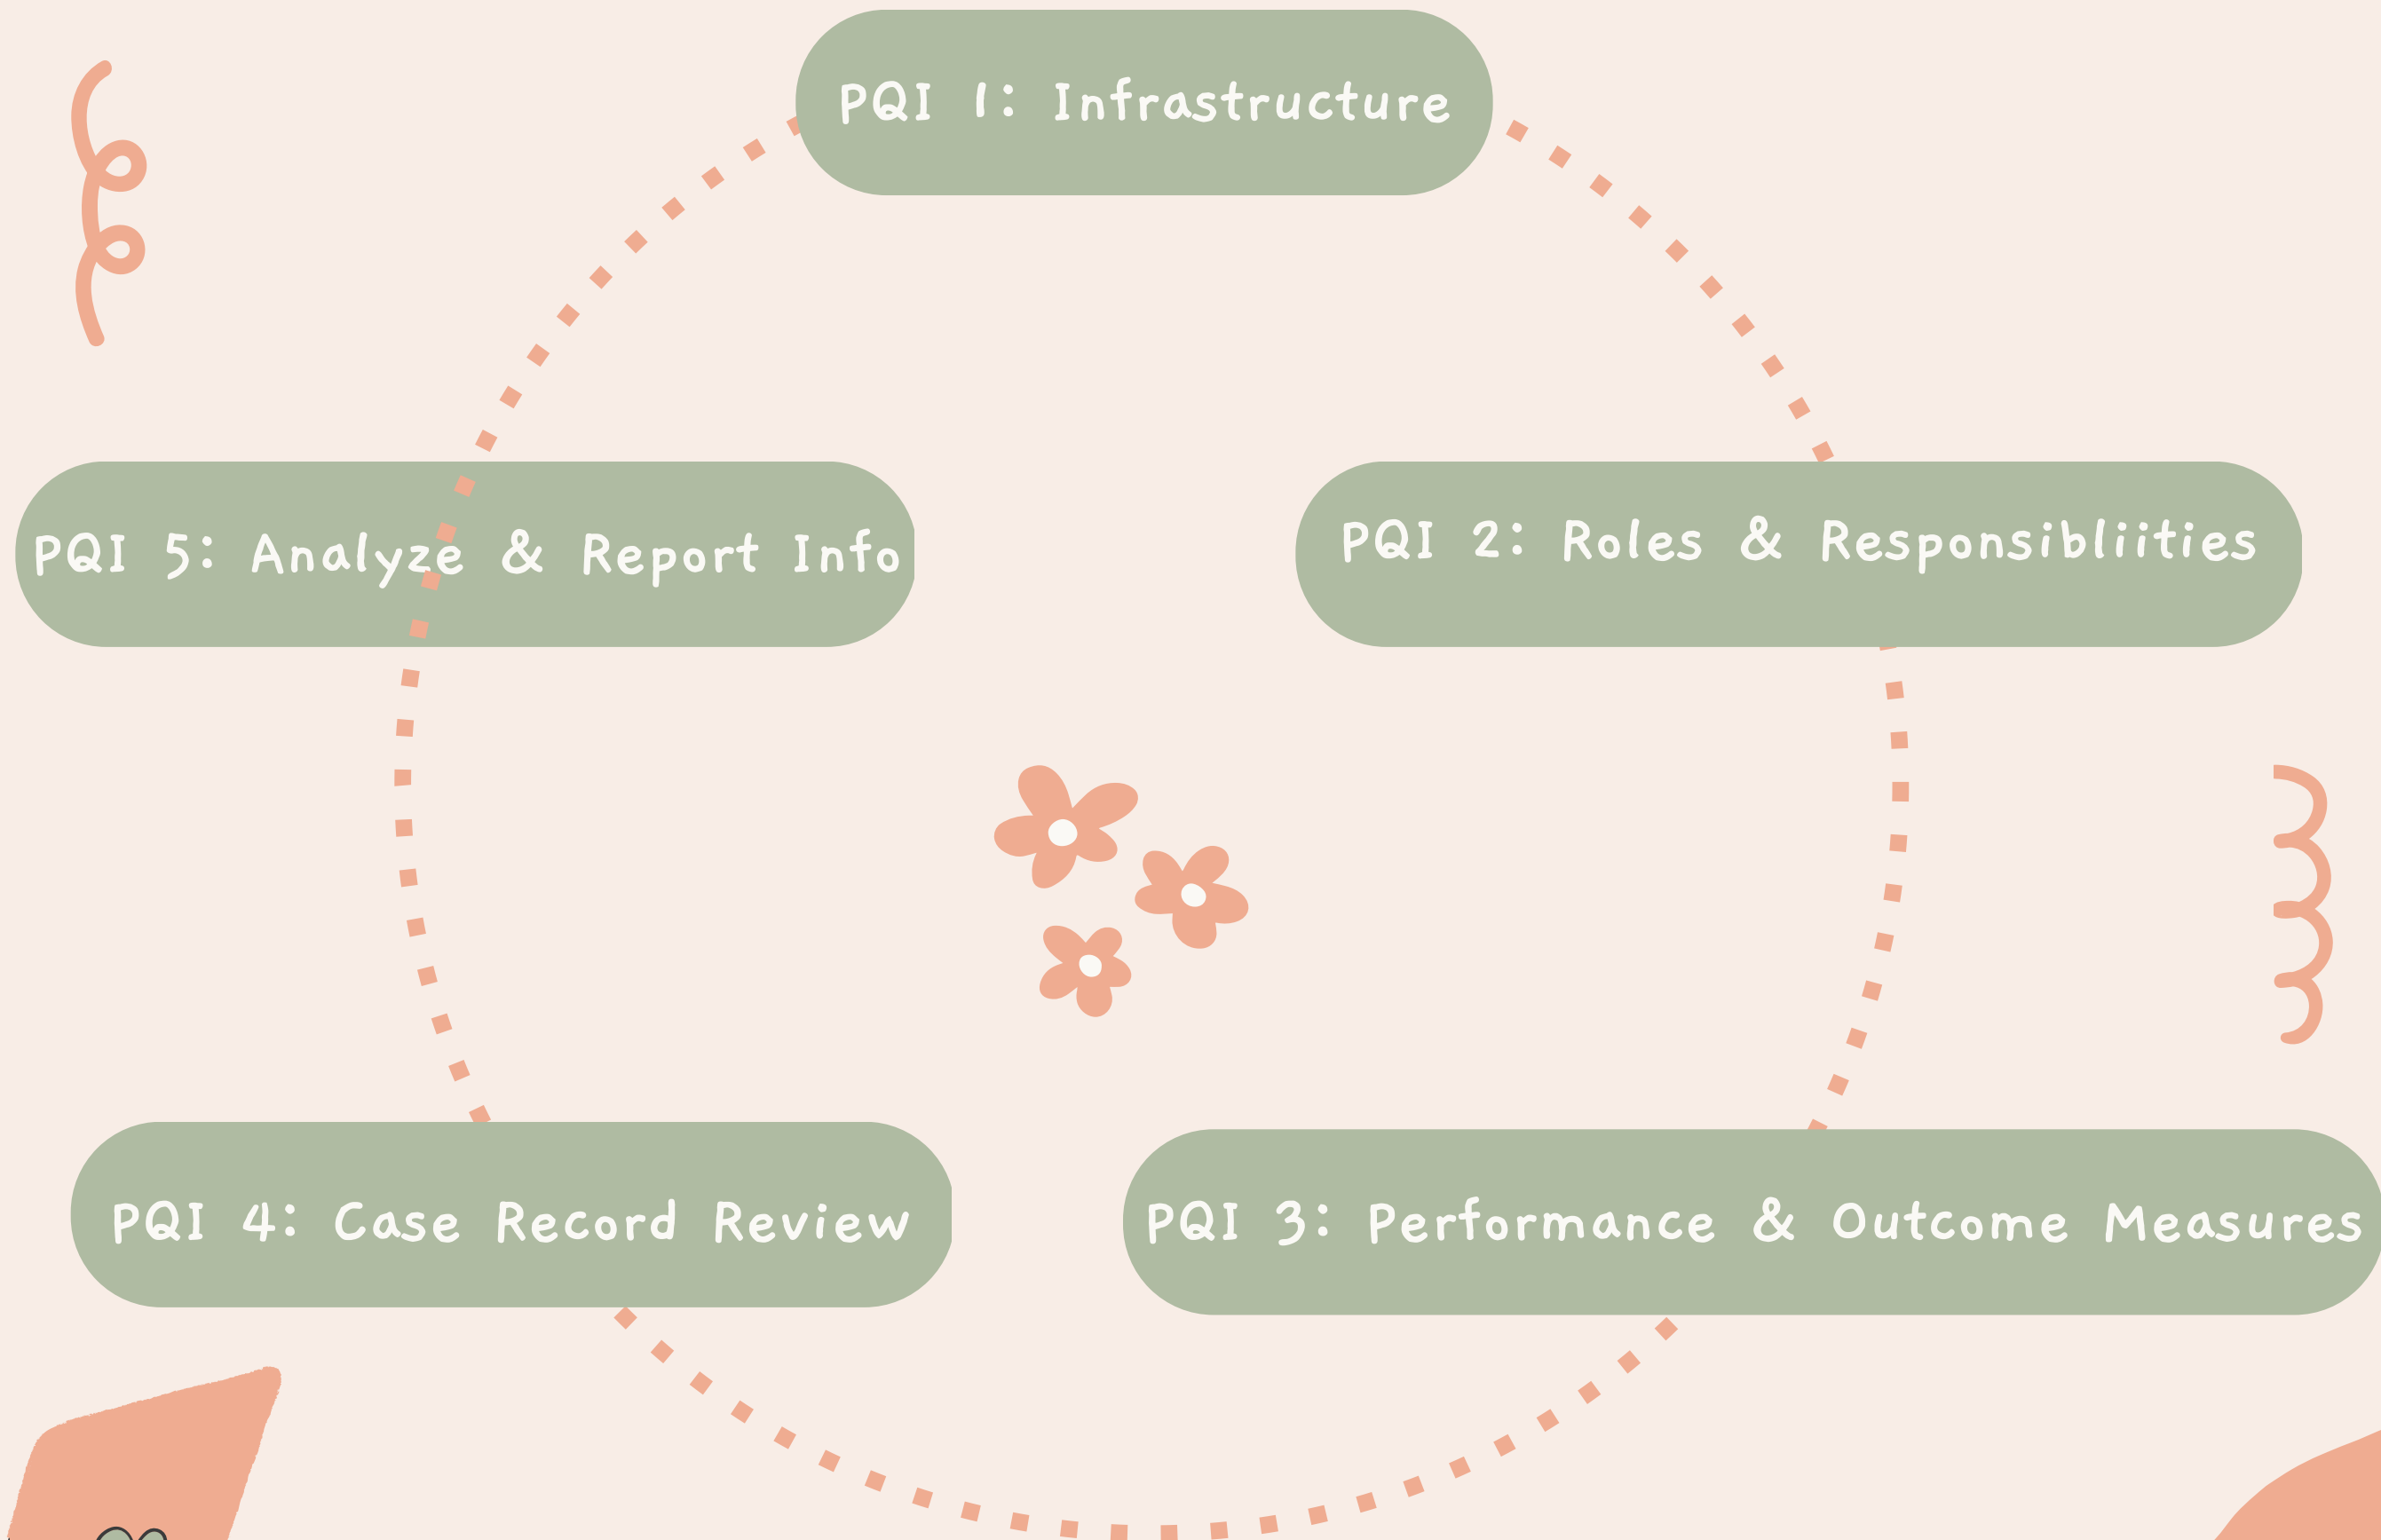 PQI 1: Infrastructure
PQI 5: Analyze & Report Info
PQI 2: Roles & Responsibliities
PQI 4: Case Record Review
PQI 3: Performance & Outcome Measures